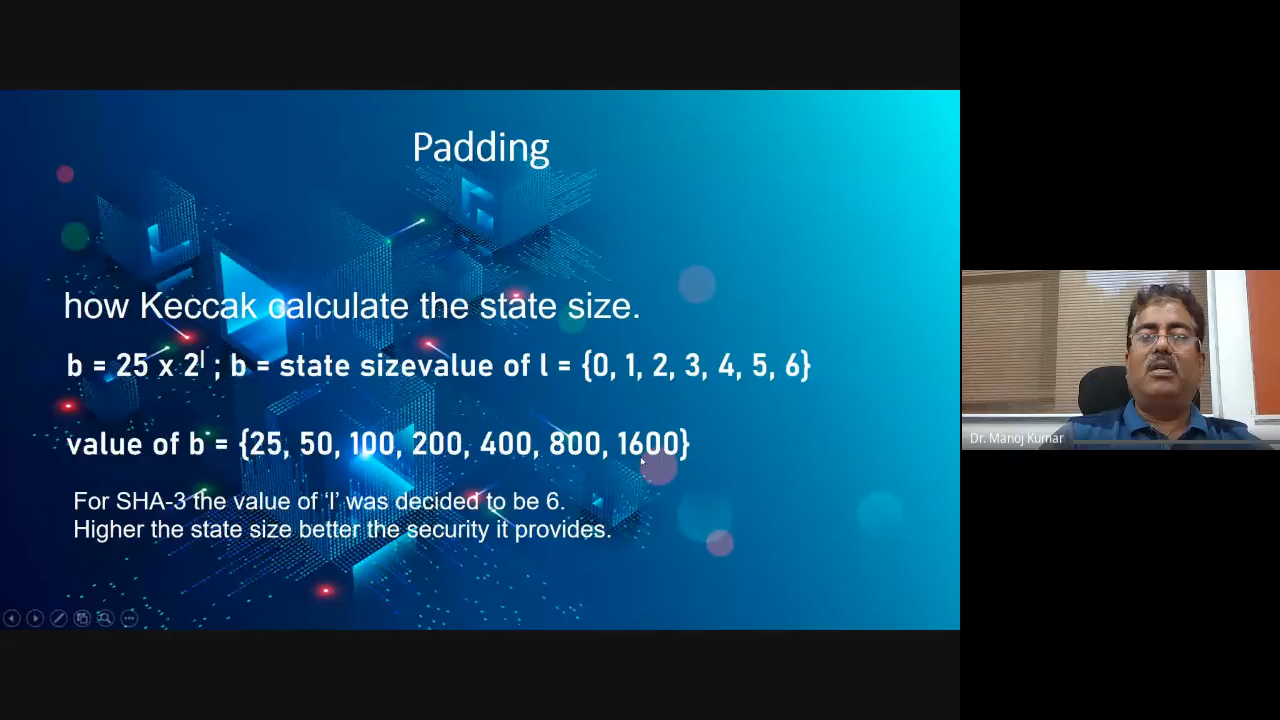 Padding
how Keccak calculate the state size.
b = 25 x 2^l ; b = state sizevalue of l = {0, 1, 2, 3, 4, 5, 6}
value of b = {25, 50, 100, 200, 400, 800, 1600}
For SHA-3 the value of ‘l’ was decided to be 6.
Higher the state size better the security it provides.
Dr. Manoj Kumar